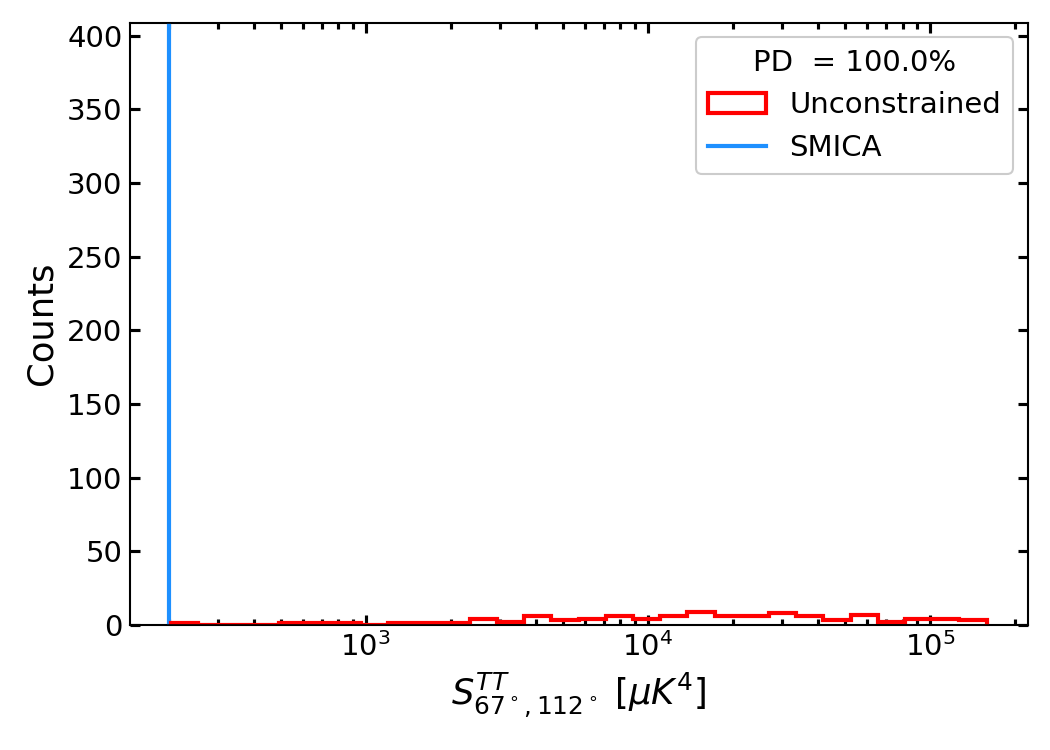 400
350
300
250
200
150
100
50
0
Counts
PD = 100.0%
Unconstrained
SMICA
10³ 10⁴ 10⁵
S^{TT}_{67°, 112°} [μK⁴]